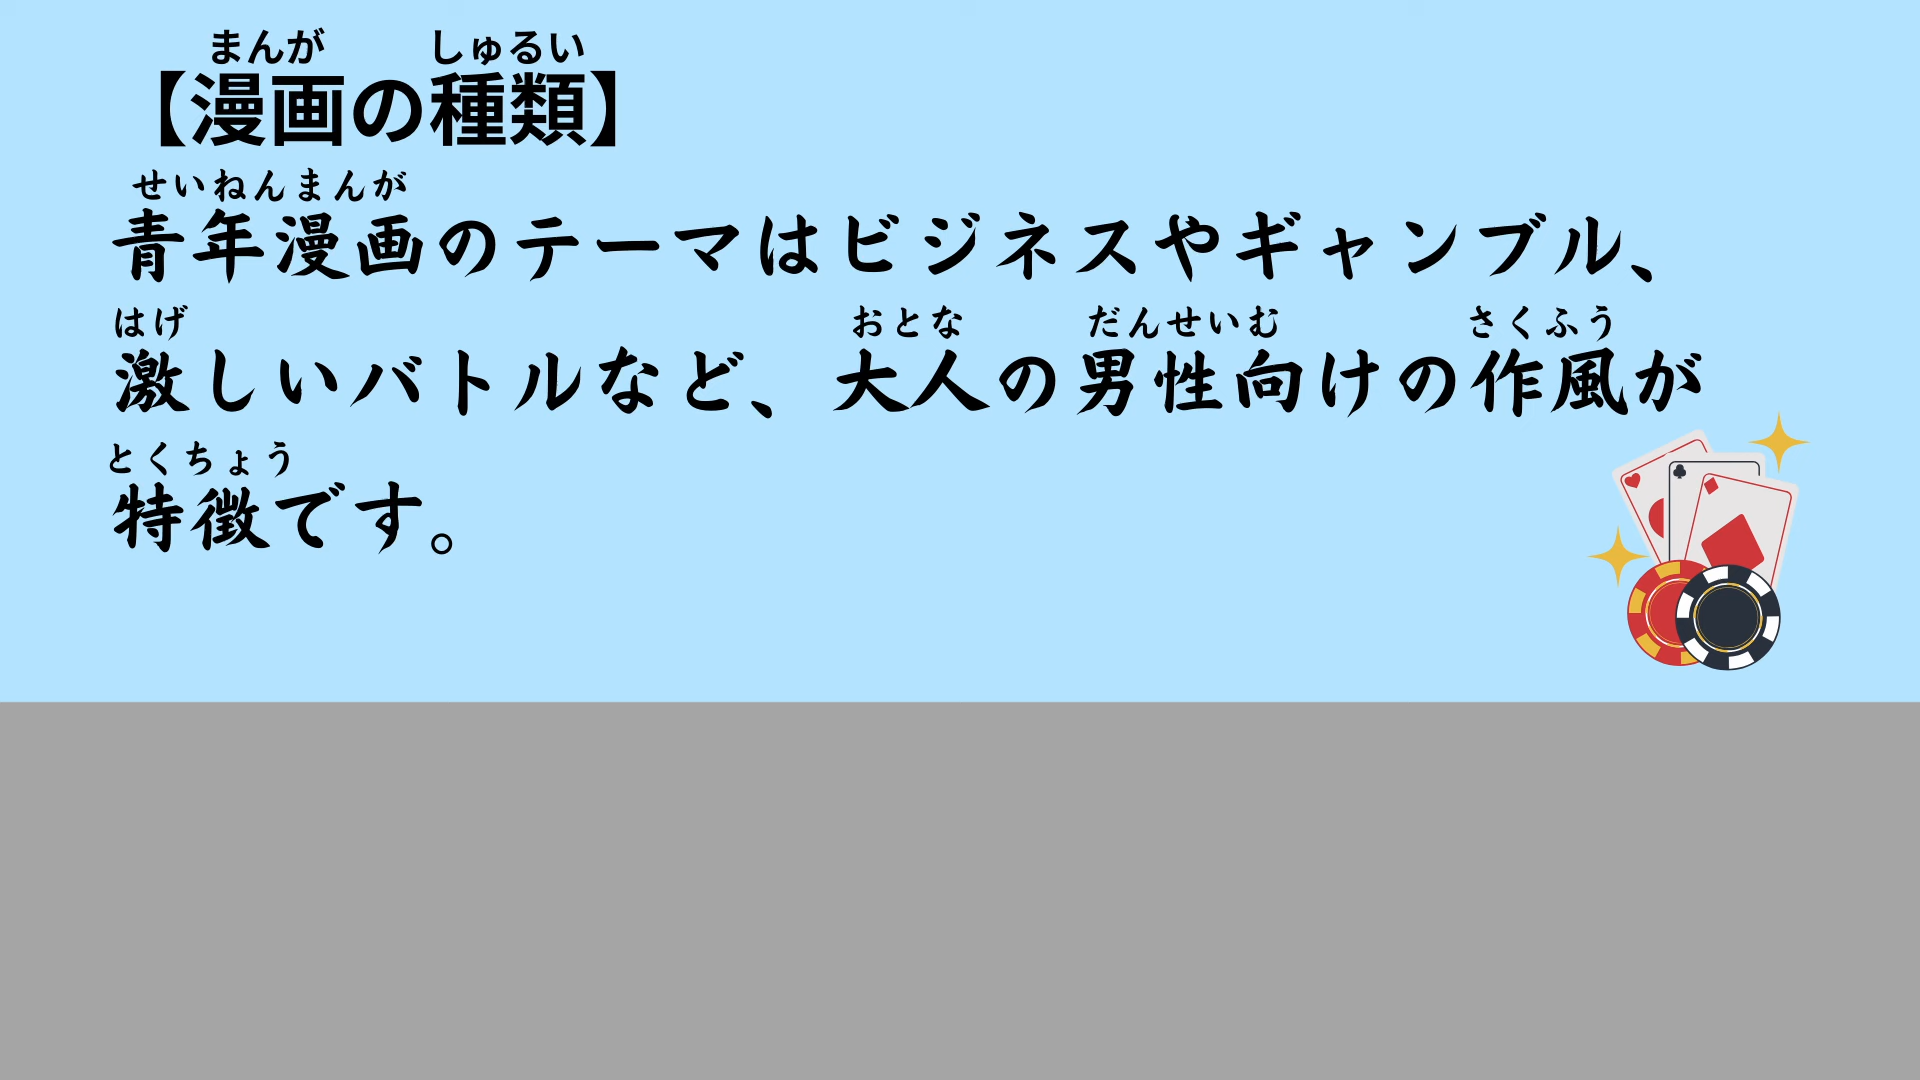 まんが しゅるい
【漫画の種類】
せいねんまんが
青年漫画のテーマはビジネスやギャンブル、
はげ おとな だんせいむ さくふう
激しいバトルなど、大人の男性向けの作風が
とくちょう
特徴です。